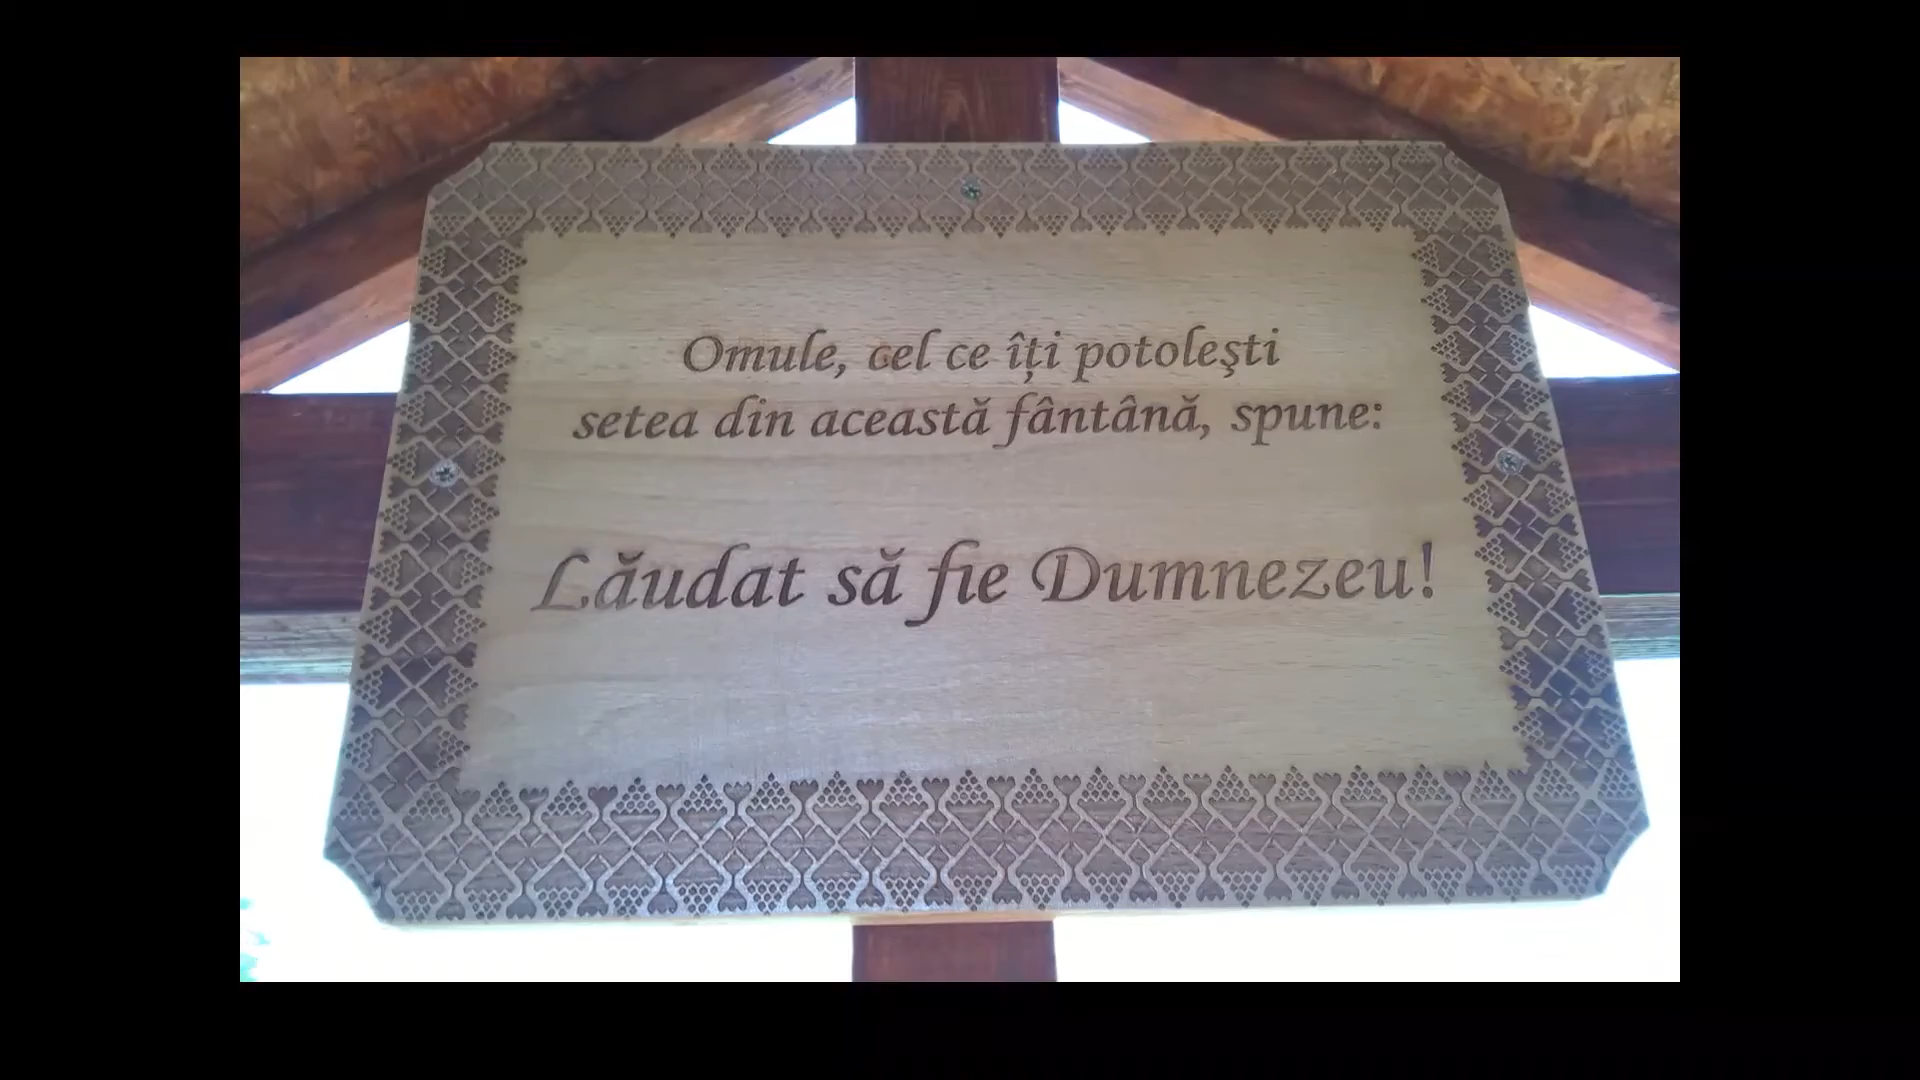 Omule, cel ce îți potolești
setea din această fântână, spune:
Lăudat să fie Dumnezeu!